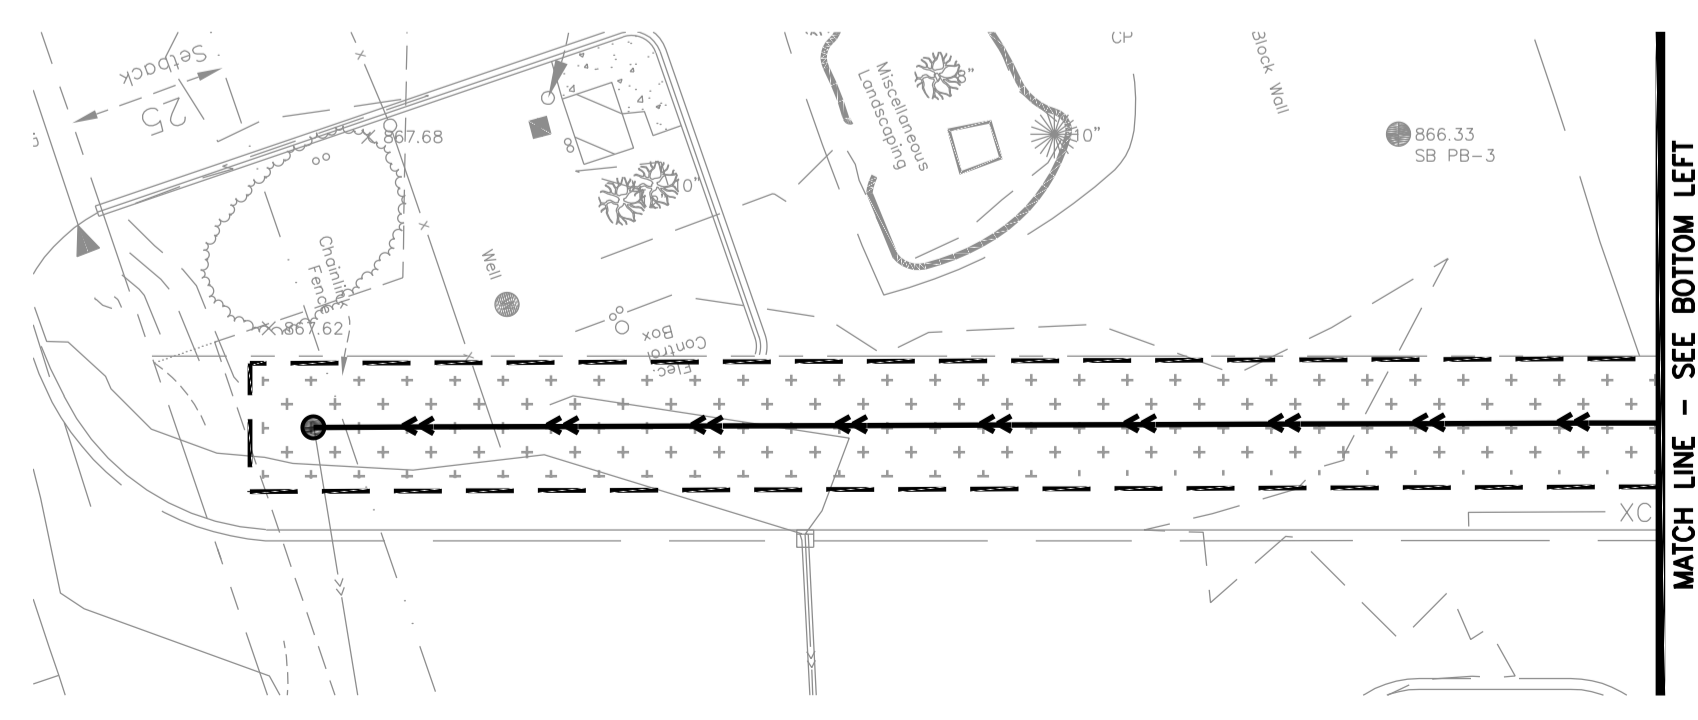 Setback
25
867.68
Chainlink
Fence
867.62
Well
10"
Elec.
Control
Box
Miscellaneous
Landscaping
8"
10"
CP
Block Wall
866.33
SB PB-3
XC
MATCH LINE - SEE BOTTOM LEFT